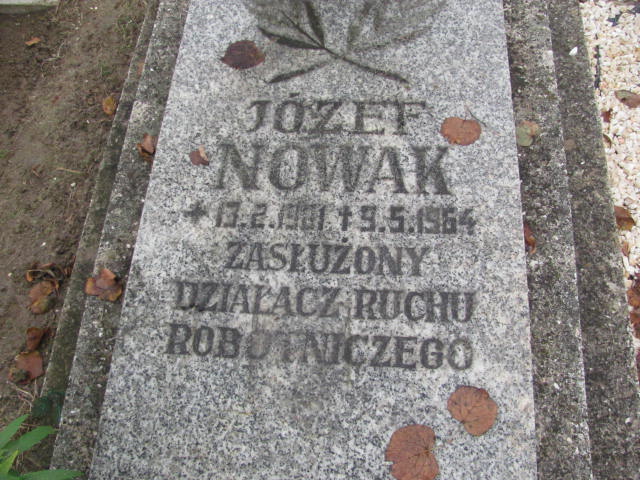 JÓZEF
NOWAK
* 13.2.1901 † 9.5.1964
ZASŁUŻONY
DZIAŁACZ RUCHU
ROBOTNICZEGO